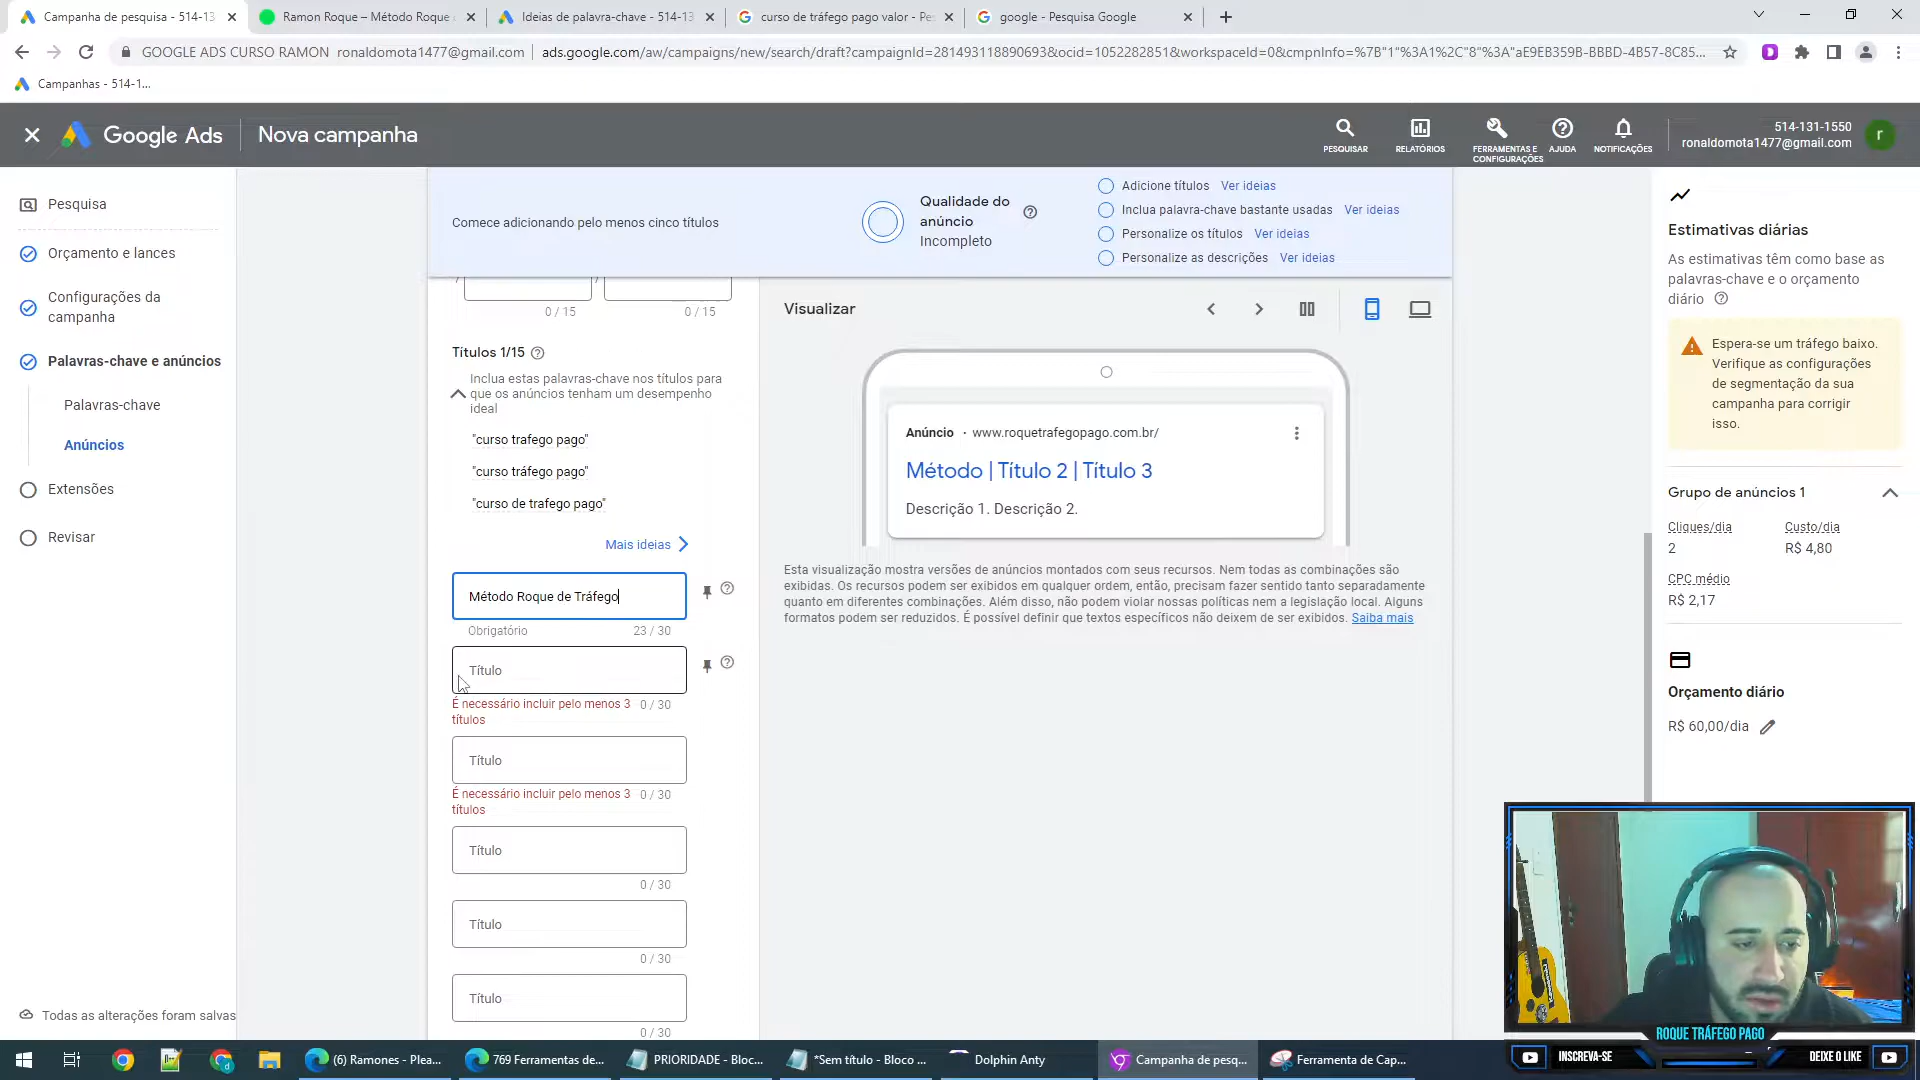 Campanha de pesquisa - 514-13
Ramon Roque – Método Roque
Ideias de palavra-chave - 514-13
curso de tráfego pago valor - Pe
google - Pesquisa Google
GOOGLE ADS CURSO RAMON ronaldomota1477@gmail.com
ads.google.com/aw/campaigns/new/search/draft?campaignId=281493118890693&ocid=1052282851&workspaceId=0&cmpnInfo=%7B"1"%3A1%2C"8"%3A"aE9EB359B-BBBD-4B57-8C85...
Campanhas - 514-1...
Google Ads
Nova campanha
PESQUISAR
RELATÓRIOS
FERRAMENTAS E CONFIGURAÇÕES
AJUDA
NOTIFICAÇÕES
514-131-1550
ronaldomota1477@gmail.com
r
Pesquisa
Orçamento e lances
Configurações da
campanha
Palavras-chave e anúncios
Palavras-chave
Anúncios
Extensões
Revisar
Todas as alterações foram salvas
Comece adicionando pelo menos cinco títulos
Qualidade do
anúncio
Incompleto
Adicione títulos Ver ideias
Inclua palavra-chave bastante usadas Ver ideias
Personalize os títulos Ver ideias
Personalize as descrições Ver ideias
/ /
0 / 15 0 / 15
Títulos 1/15
Inclua estas palavras-chave nos títulos para
que os anúncios tenham um desempenho
ideal
"curso trafego pago"
"curso tráfego pago"
"curso de trafego pago"
Mais ideias
Método Roque de Tráfego
Obrigatório 23 / 30
Título
É necessário incluir pelo menos 3 0 / 30
títulos
Título
É necessário incluir pelo menos 3 0 / 30
títulos
Título
0 / 30
Título
0 / 30
Título
0 / 30
Visualizar
Anúncio · www.roquetrafegopago.com.br/
Método | Título 2 | Título 3
Descrição 1. Descrição 2.
Esta visualização mostra versões de anúncios montados com seus recursos. Nem todas as combinações são
exibidas. Os recursos podem ser exibidos em qualquer ordem, então, precisam fazer sentido tanto separadamente
quanto em diferentes combinações. Além disso, não podem violar nossas políticas nem a legislação local. Alguns
formatos podem ser reduzidos. É possível definir que textos específicos não deixem de ser exibidos. Saiba mais
Estimativas diárias
As estimativas têm como base as
palavras-chave e o orçamento
diário
Espera-se um tráfego baixo.
Verifique as configurações
de segmentação da sua
campanha para corrigir
isso.
Grupo de anúncios 1
Cliques/dia Custo/dia
2 R$ 4,80
CPC médio
R$ 2,17
Orçamento diário
R$ 60,00/dia
ROQUE TRÁFEGO PAGO
INSCREVA-SE
DEIXE O LIKE
(6) Ramones - Plea...
769 Ferramentas de...
PRIORIDADE - Bloc...
*Sem título - Bloco ...
Dolphin Anty
Campanha de pesq...
Ferramenta de Cap...